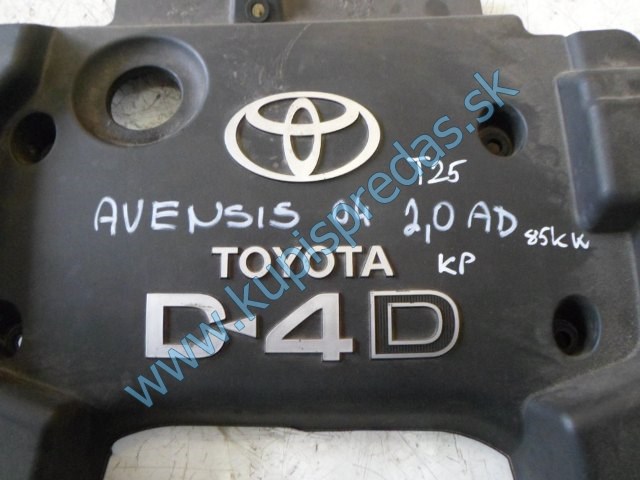 T25
AVENSIS 04 2,0 AD 85kW
TOYOTA KP
D-4D
www.kupispredas.sk